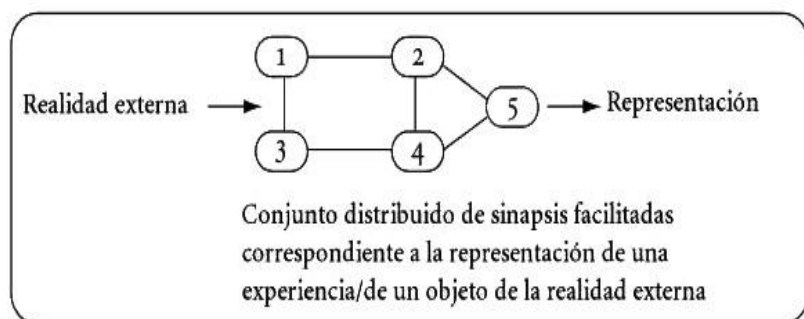 1 2
Realidad externa 5 Representación
3 4
Conjunto distribuido de sinapsis facilitadas
correspondiente a la representación de una
experiencia/de un objeto de la realidad externa